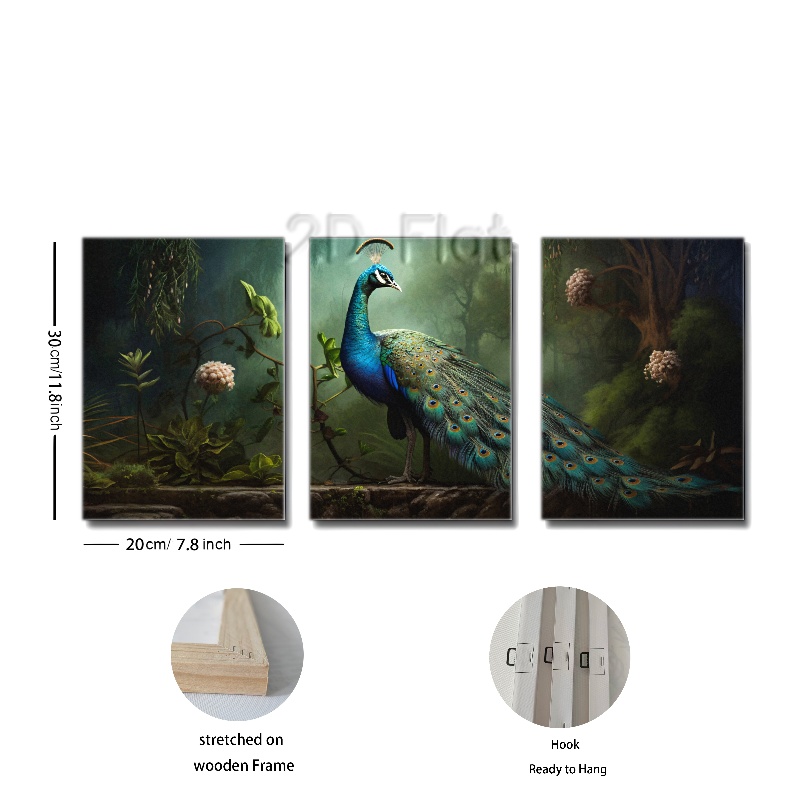 2D Flat
30cm/11.8inch
20cm/ 7.8 inch
stretched on
wooden Frame
Hook
Ready to Hang